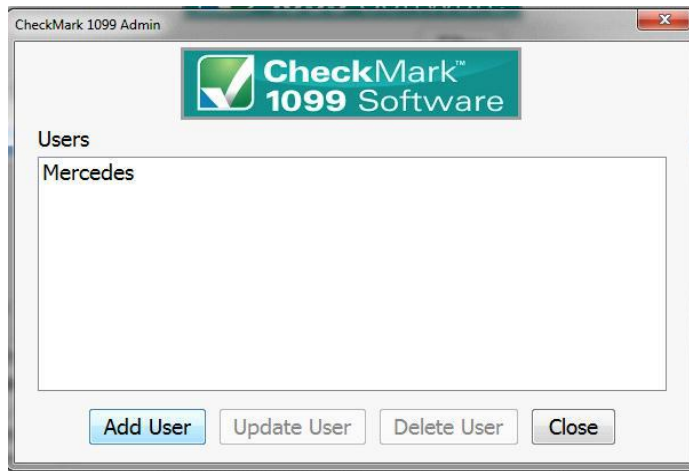 CheckMark 1099 Admin
CheckMark™
1099 Software
Users
Mercedes
Add User
Update User
Delete User
Close